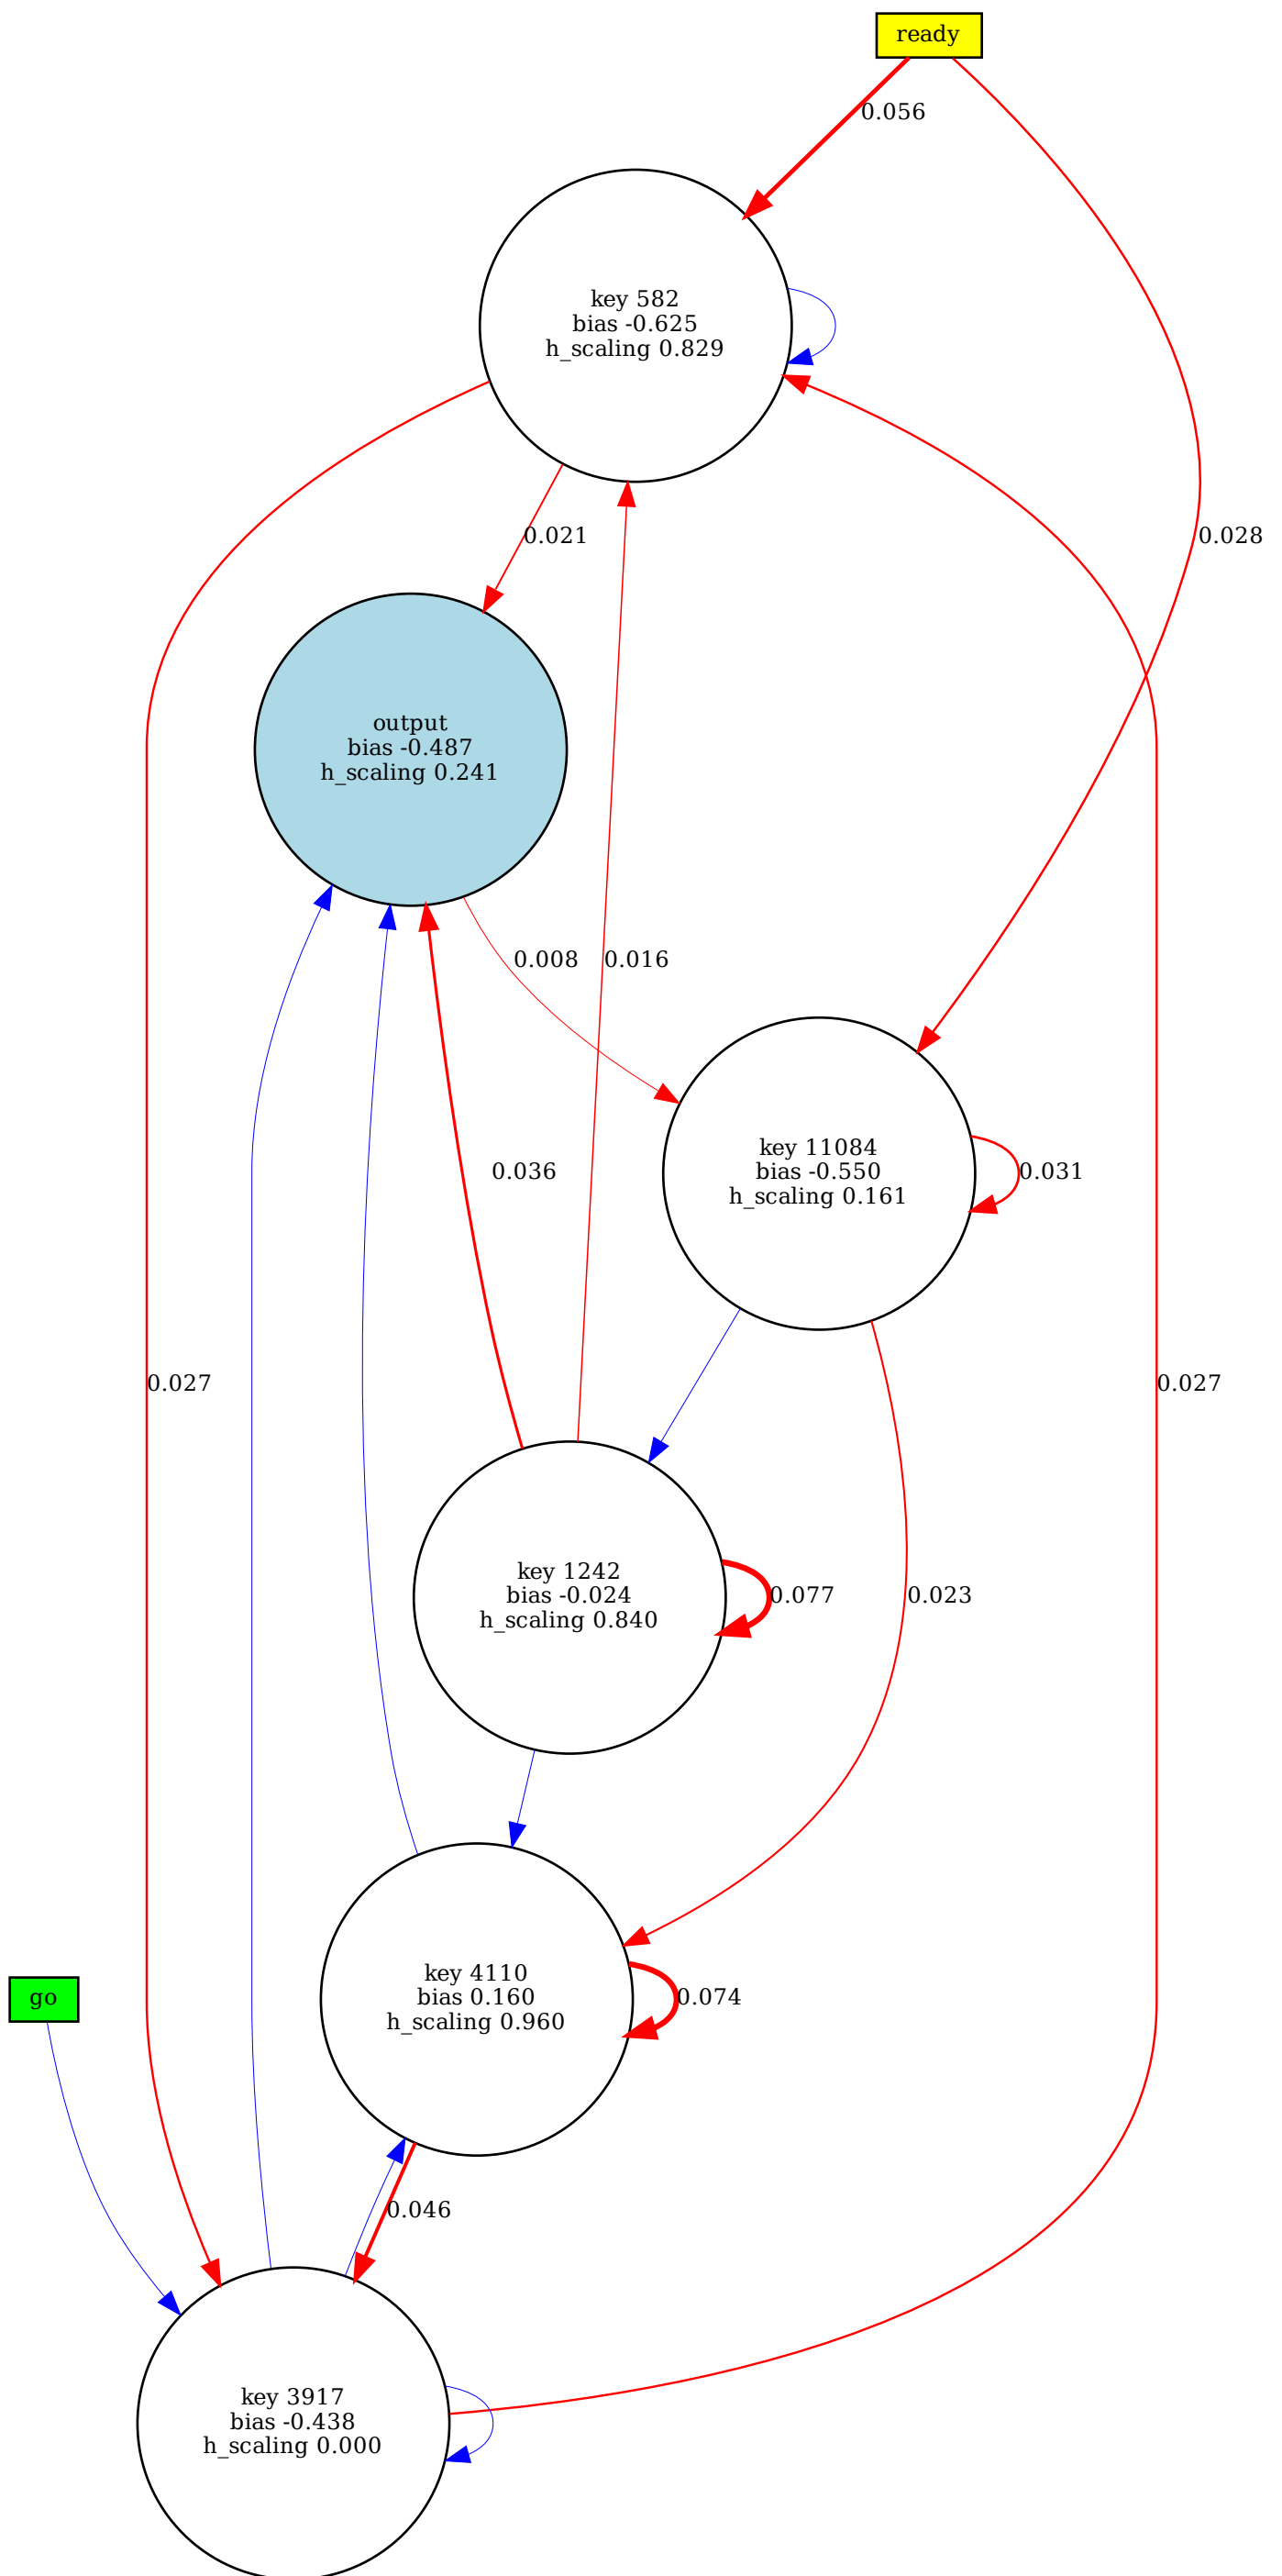 ready
0.056
key 582
bias -0.625
h_scaling 0.829
0.021
0.028
output
bias -0.487
h_scaling 0.241
0.008
0.016
key 11084
bias -0.550
h_scaling 0.161
0.036
0.031
0.027
0.027
key 1242
bias -0.024
h_scaling 0.840
0.077
0.023
key 4110
bias 0.160
h_scaling 0.960
0.074
go
0.046
key 3917
bias -0.438
h_scaling 0.000